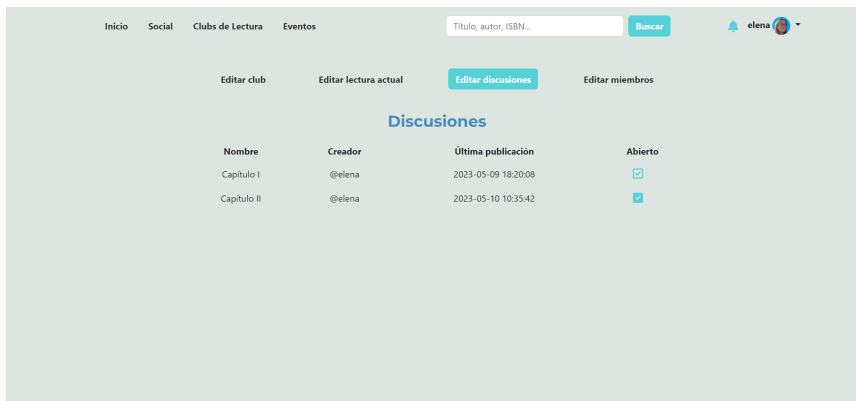 Inicio Social Clubs de Lectura Eventos Título, autor, ISBN... Buscar elena
Editar club Editar lectura actual Editar discusiones Editar miembros
Discusiones
Nombre Creador Última publicación Abierto
Capítulo I @elena 2023-05-09 18:20:08
Capítulo II @elena 2023-05-10 10:35:42